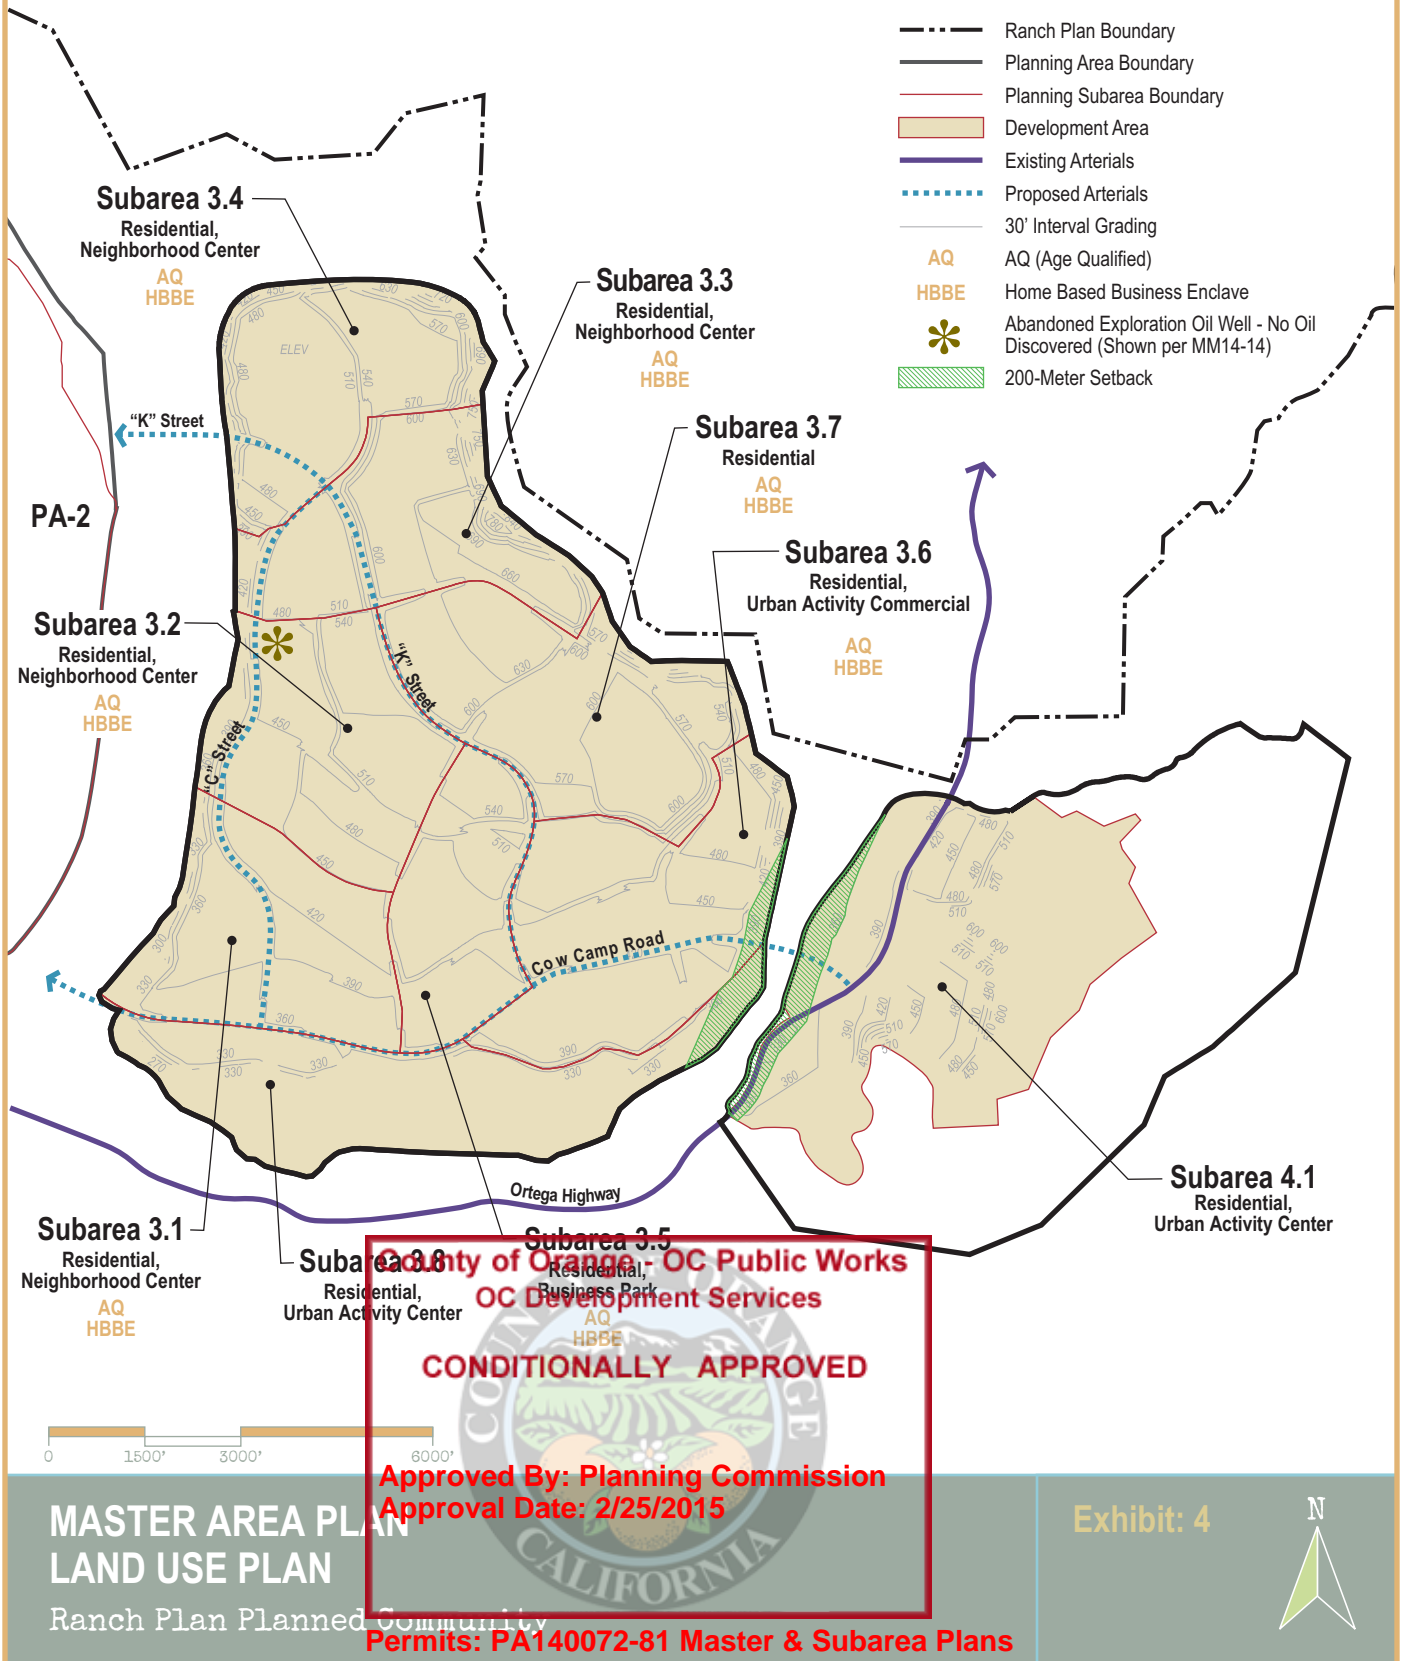 Ranch Plan Boundary
Planning Area Boundary
Planning Subarea Boundary
Development Area
Existing Arterials
Proposed Arterials
30' Interval Grading
AQ AQ (Age Qualified)
HBBE Home Based Business Enclave
Abandoned Exploration Oil Well - No Oil
Discovered (Shown per MM14-14)
200-Meter Setback
Subarea 3.4
Residential,
Neighborhood Center
AQ
HBBE
Subarea 3.3
Residential,
Neighborhood Center
AQ
HBBE
ELEV
"K" Street
Subarea 3.7
Residential
AQ
HBBE
PA-2
Subarea 3.6
Residential,
Urban Activity Commercial
AQ
HBBE
Subarea 3.2
Residential,
Neighborhood Center
AQ
HBBE
"K" Street
"C" Street
Cow Camp Road
Ortega Highway
Subarea 4.1
Residential,
Urban Activity Center
Subarea 3.1
Residential,
Neighborhood Center
AQ
HBBE
Subarea 3.8
Residential,
Urban Activity Center
Subarea 3.5
Residential,
Business Park
AQ
HBBE
County of Orange - OC Public Works
OC Development Services
CONDITIONALLY APPROVED
COUNTY OF ORANGE
CALIFORNIA
Approved By: Planning Commission
Approval Date: 2/25/2015
0 1500' 3000' 6000'
MASTER AREA PLAN
LAND USE PLAN
Ranch Plan Planned Community
Exhibit: 4
N
Permits: PA140072-81 Master & Subarea Plans